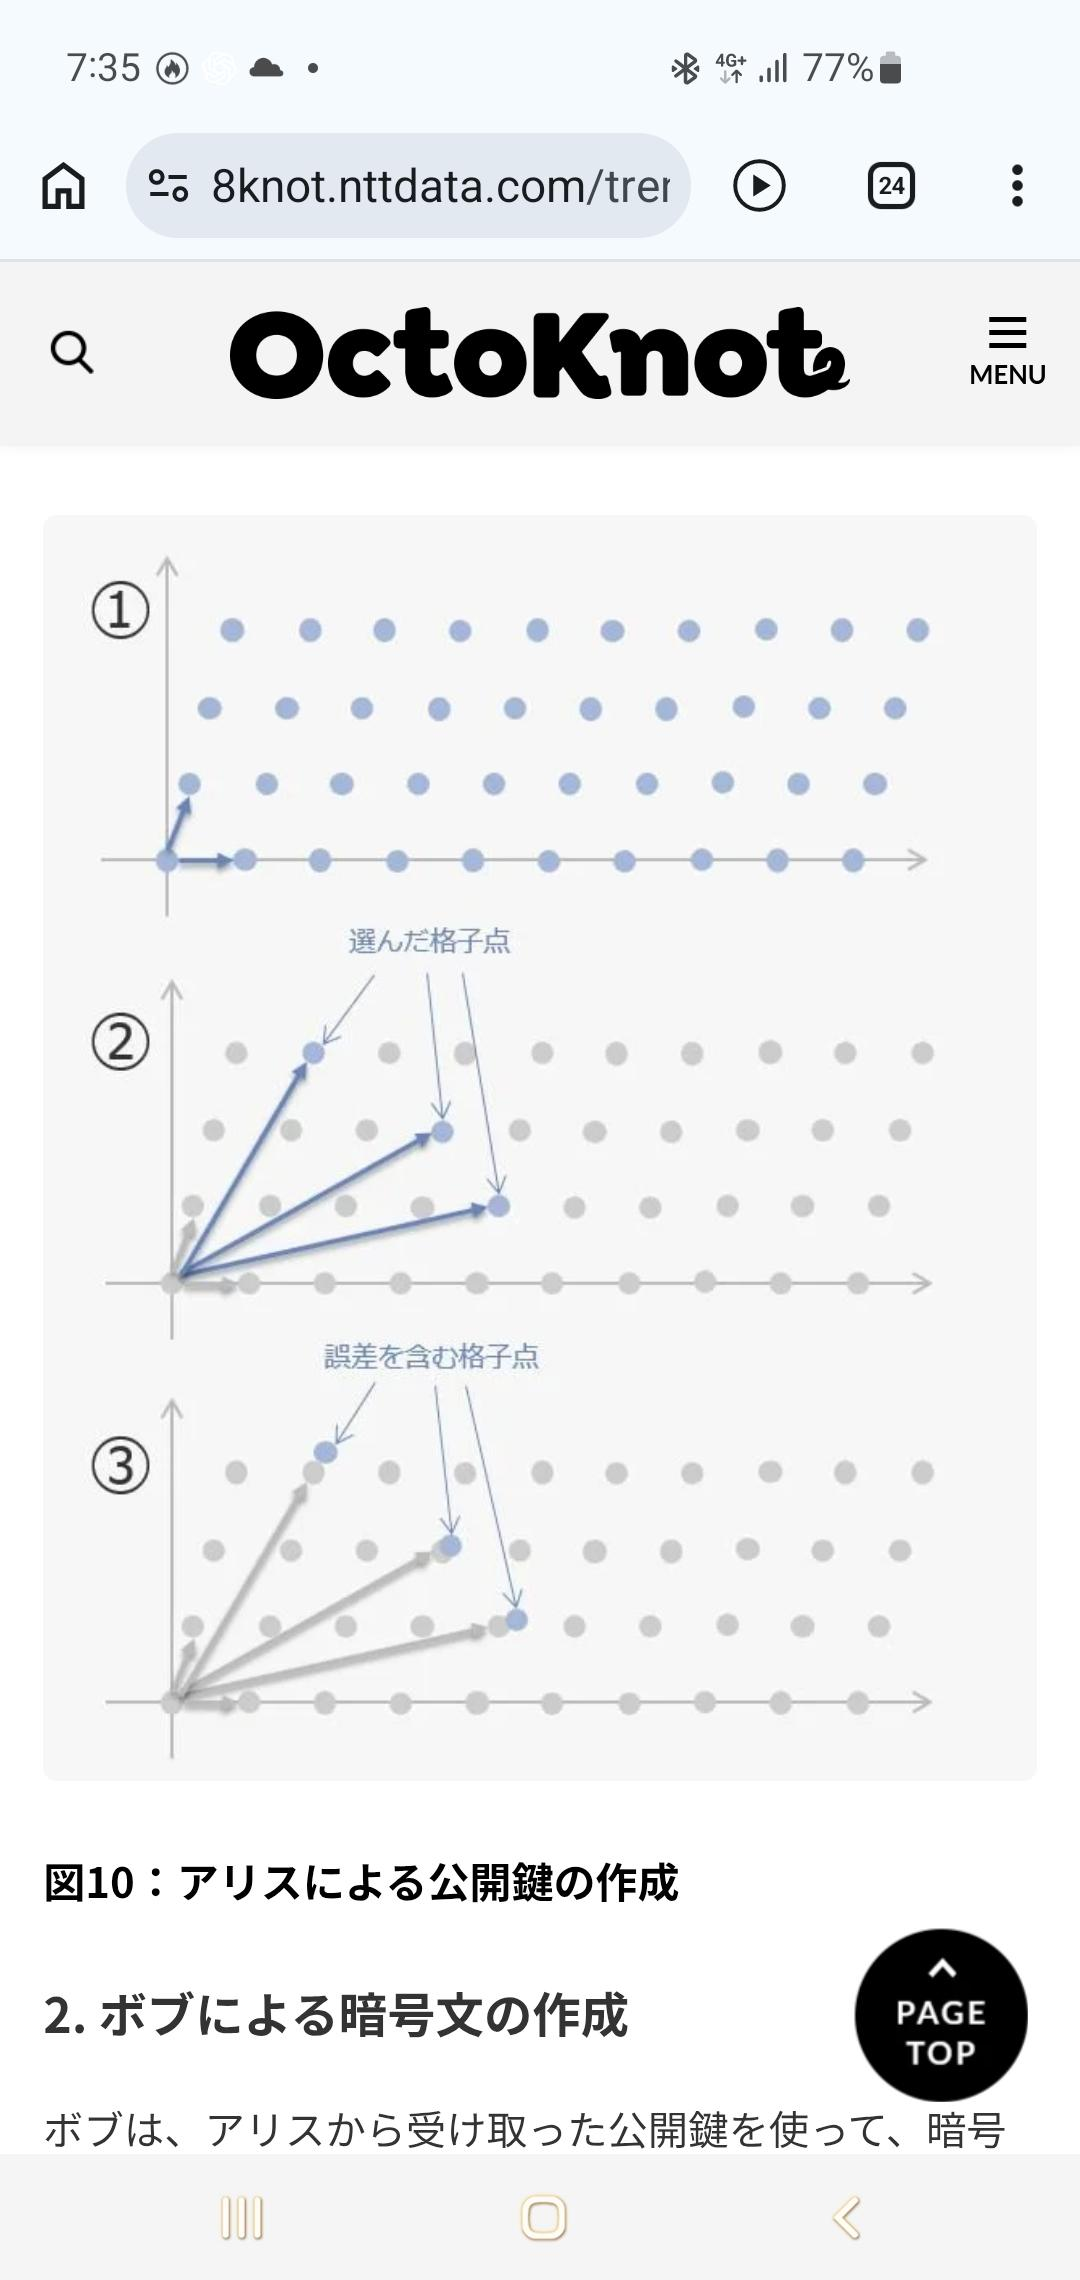 7:35
4G+
77%
8knot.nttdata.com/tren
24
OctoKnot
MENU
①
選んだ格子点
②
誤差を含む格子点
③
図10：アリスによる公開鍵の作成
2. ボブによる暗号文の作成
PAGE
TOP
ボブは、アリスから受け取った公開鍵を使って、暗号